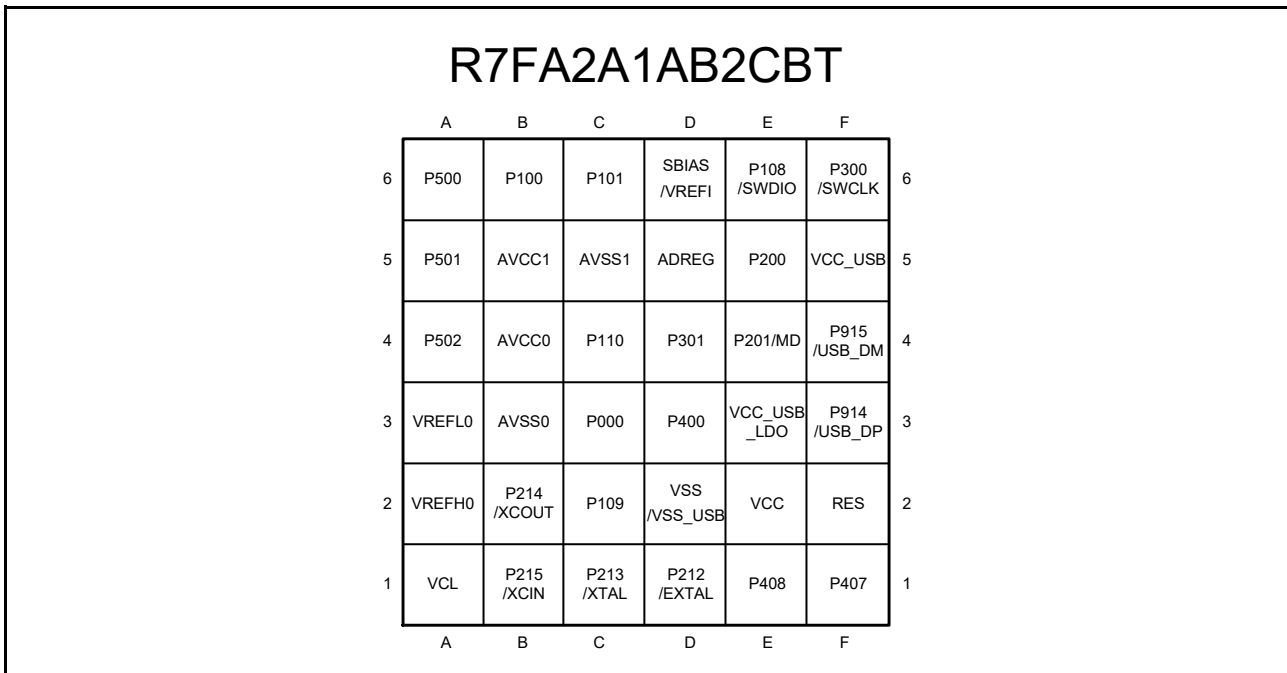 R7FA2A1AB2CBT
A B C D E F
6 P500 P100 P101 SBIAS /VREFI P108 /SWDIO P300 /SWCLK 6
5 P501 AVCC1 AVSS1 ADREG P200 VCC_USB 5
4 P502 AVCC0 P110 P301 P201/MD P915 /USB_DM 4
3 VREFL0 AVSS0 P000 P400 VCC_USB _LDO P914 /USB_DP 3
2 VREFH0 P214 /XCOUT P109 VSS /VSS_USB VCC RES 2
1 VCL P215 /XCIN P213 /XTAL P212 /EXTAL P408 P407 1
A B C D E F